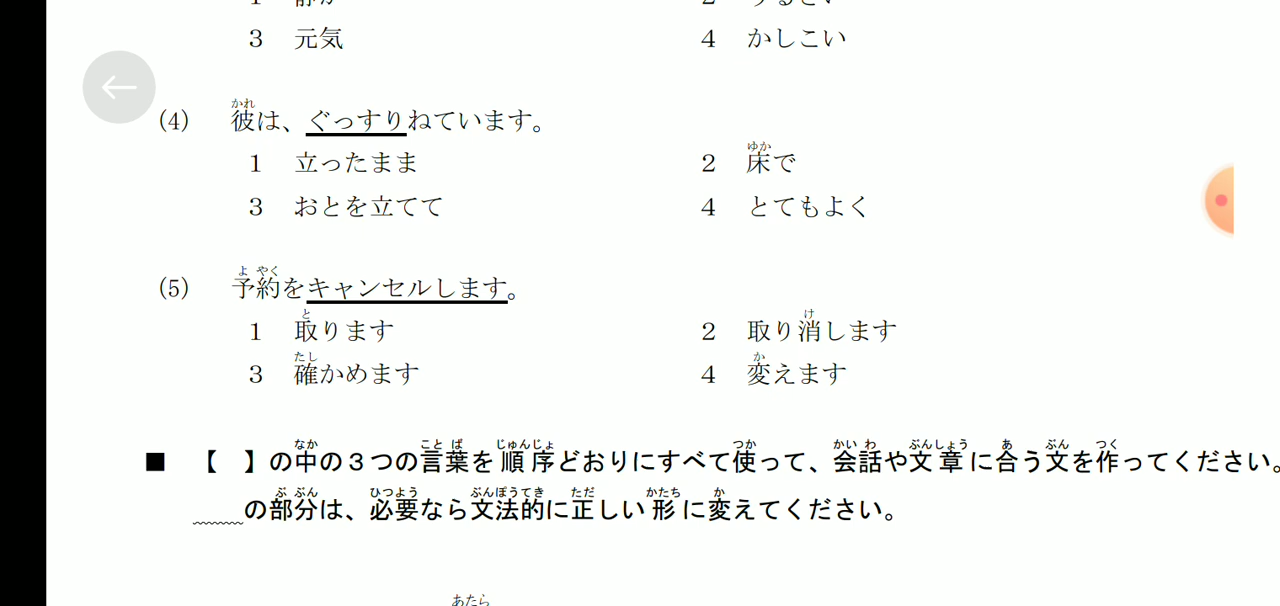 3 元気 4 かしこい
(4) 彼は、ぐっすりねています。
1 立ったまま 2 床で
3 おとを立てて 4 とてもよく
(5) 予約をキャンセルします。
1 取ります 2 取り消します
3 確かめます 4 変えます
■ 【 】の中の3つの言葉を順序どおりにすべて使って、会話や文章に合う文を作ってください。
の部分は、必要なら文法的に正しい形に変えてください。
あたら